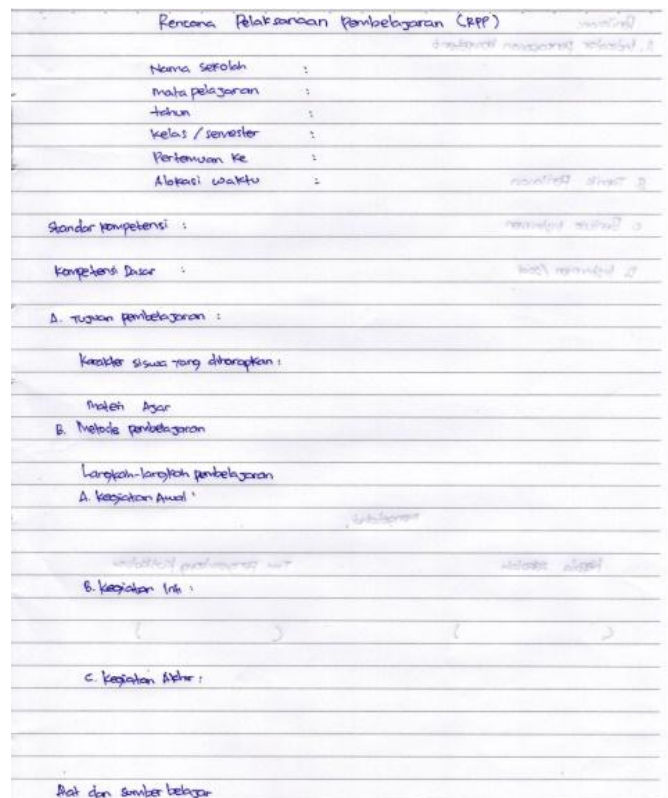 Rencana Pelaksanaan Pembelajaran (RPP)
Nama sekolah :
Mata pelajaran :
tahun :
Kelas / semester :
Pertemuan Ke :
Alokasi waktu :
Standar kompetensi :
Kompetensi Dasar :
A. Tujuan pembelajaran :
Karakter siswa yang diharapkan :
Materi Ajar
B. Metode pembelajaran
Langkah-langkah pembelajaran
A. Kegiatan Awal :
B. Kegiatan Inti :
C. Kegiatan Akhir :
Alat dan sumber belajar